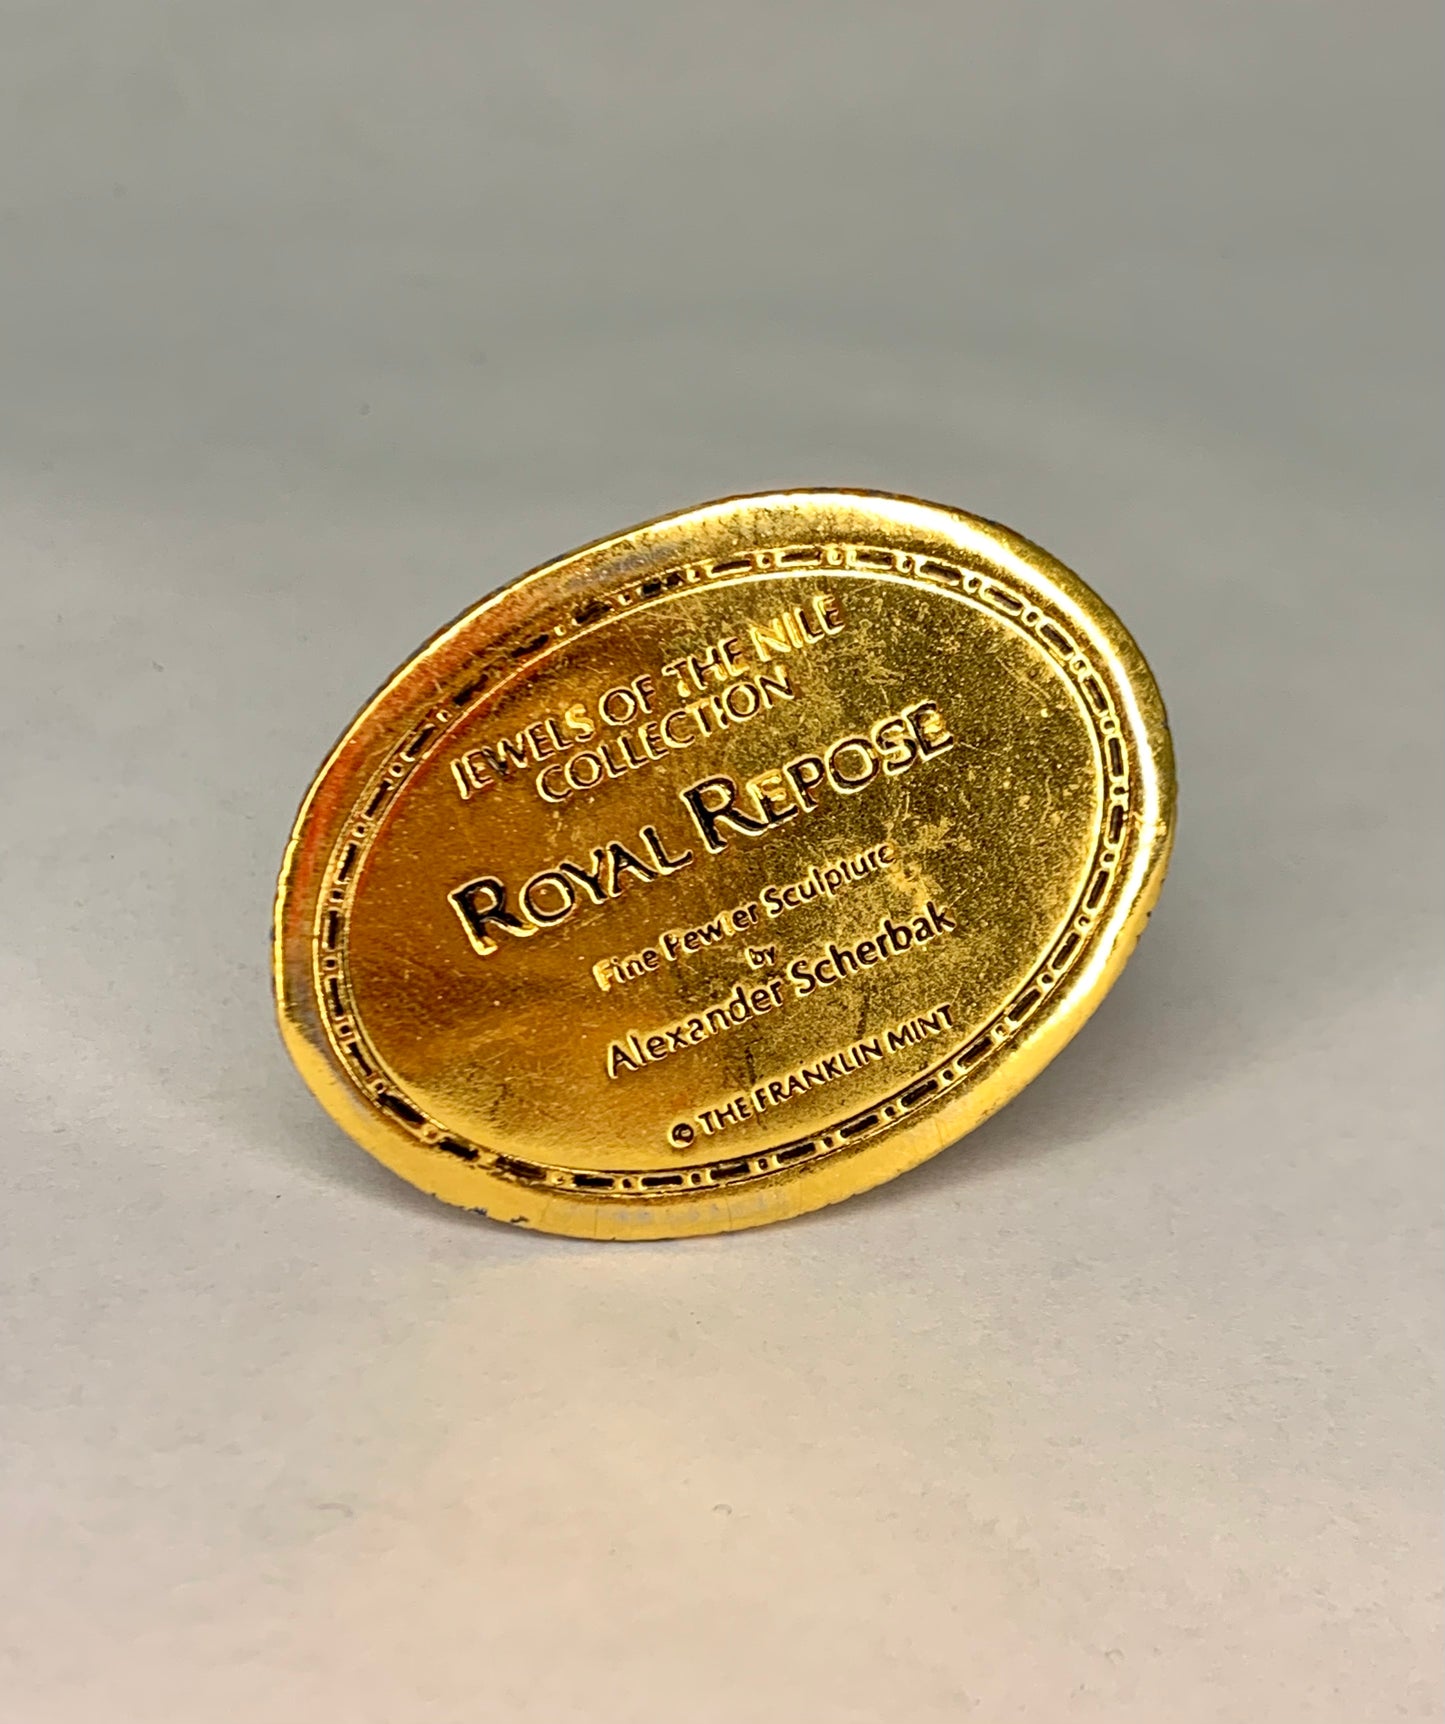 JEWELS OF THE NILE
COLLECTION
ROYAL REPOSE
Fine Pewter Sculpture
by
Alexander Scherbak
© THE FRANKLIN MINT